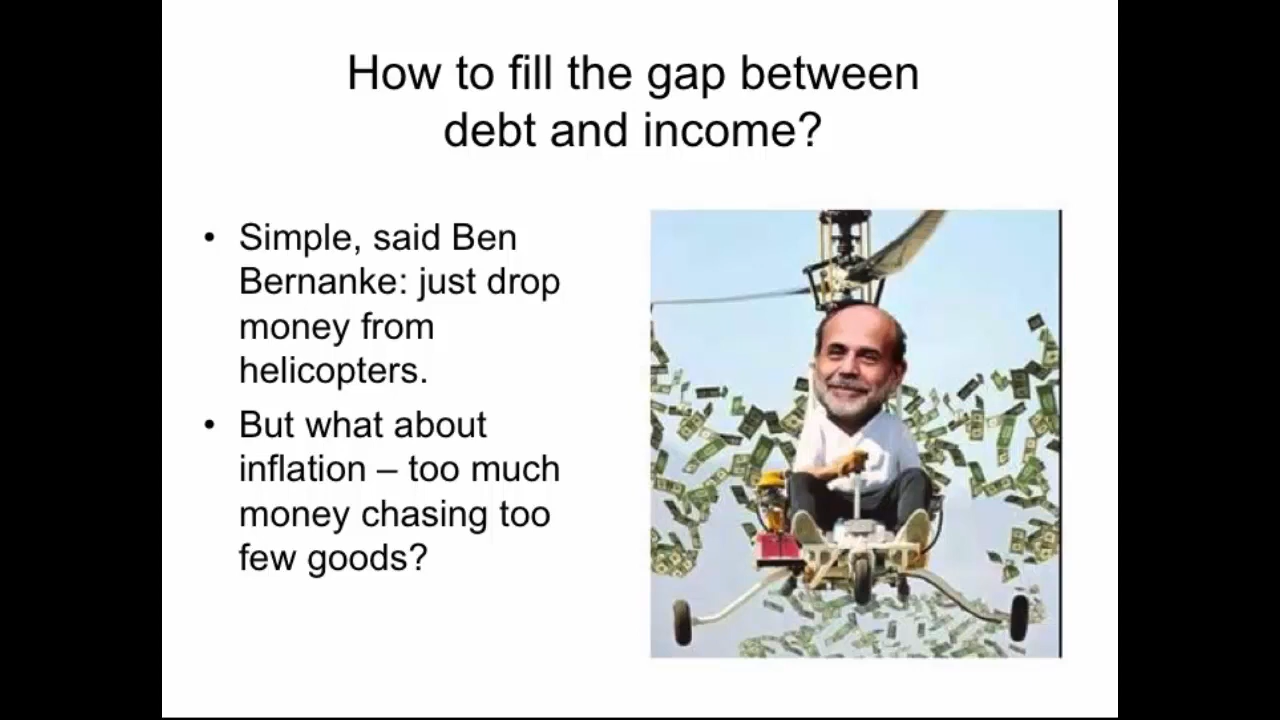 How to fill the gap between
debt and income?
• Simple, said Ben
Bernanke: just drop
money from
helicopters.
• But what about
inflation – too much
money chasing too
few goods?